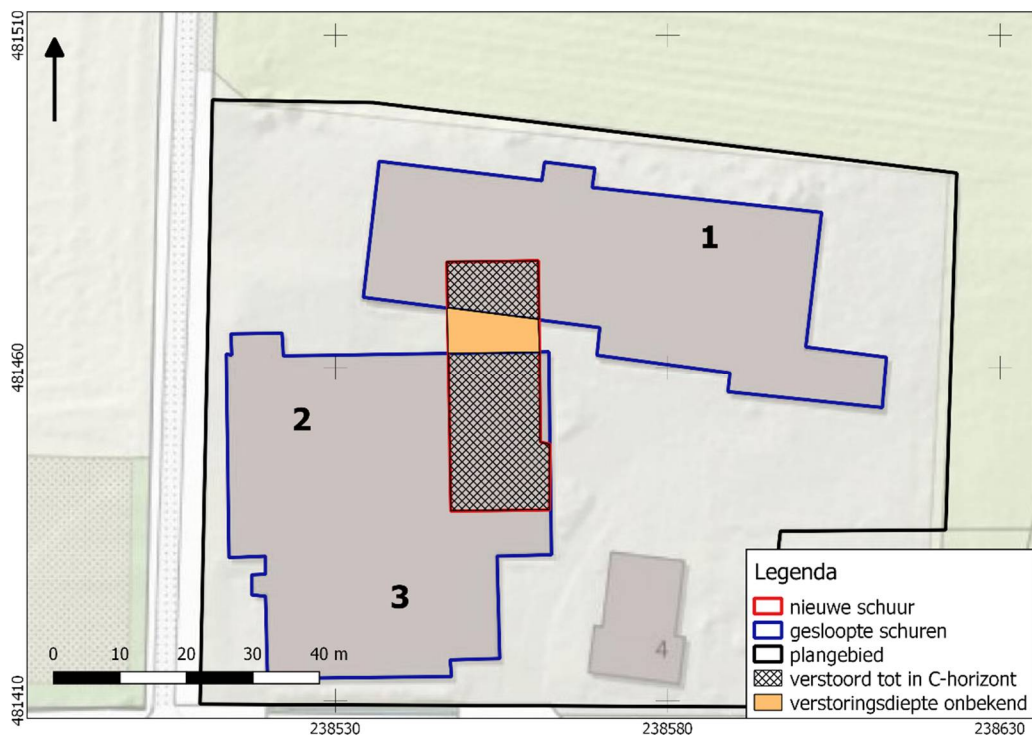 481510
1
481460
2
3
4
0 10 20 30 40 m
481410
238530
238580
238630
Legenda
nieuwe schuur
gesloopte schuren
plangebied
verstoord tot in C-horizont
verstoringsdiepte onbekend